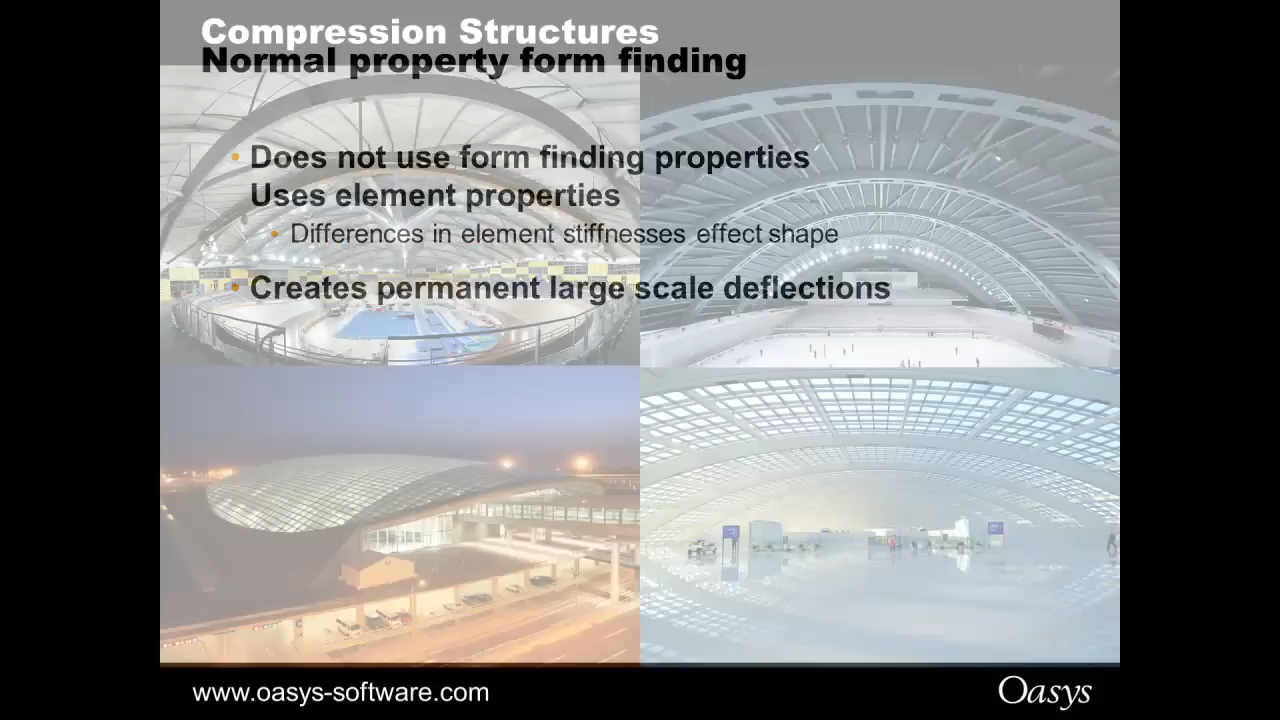 Compression Structures
Normal property form finding
• Does not use form finding properties
Uses element properties
• Differences in element stiffnesses effect shape
• Creates permanent large scale deflections
www.oasys-software.com
Oasys